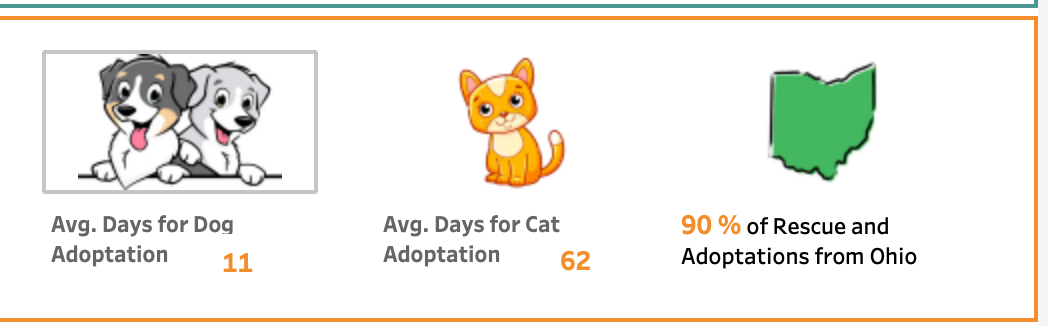 Avg. Days for Dog
Adoptation 11
Avg. Days for Cat
Adoptation 62
90 % of Rescue and
Adoptations from Ohio